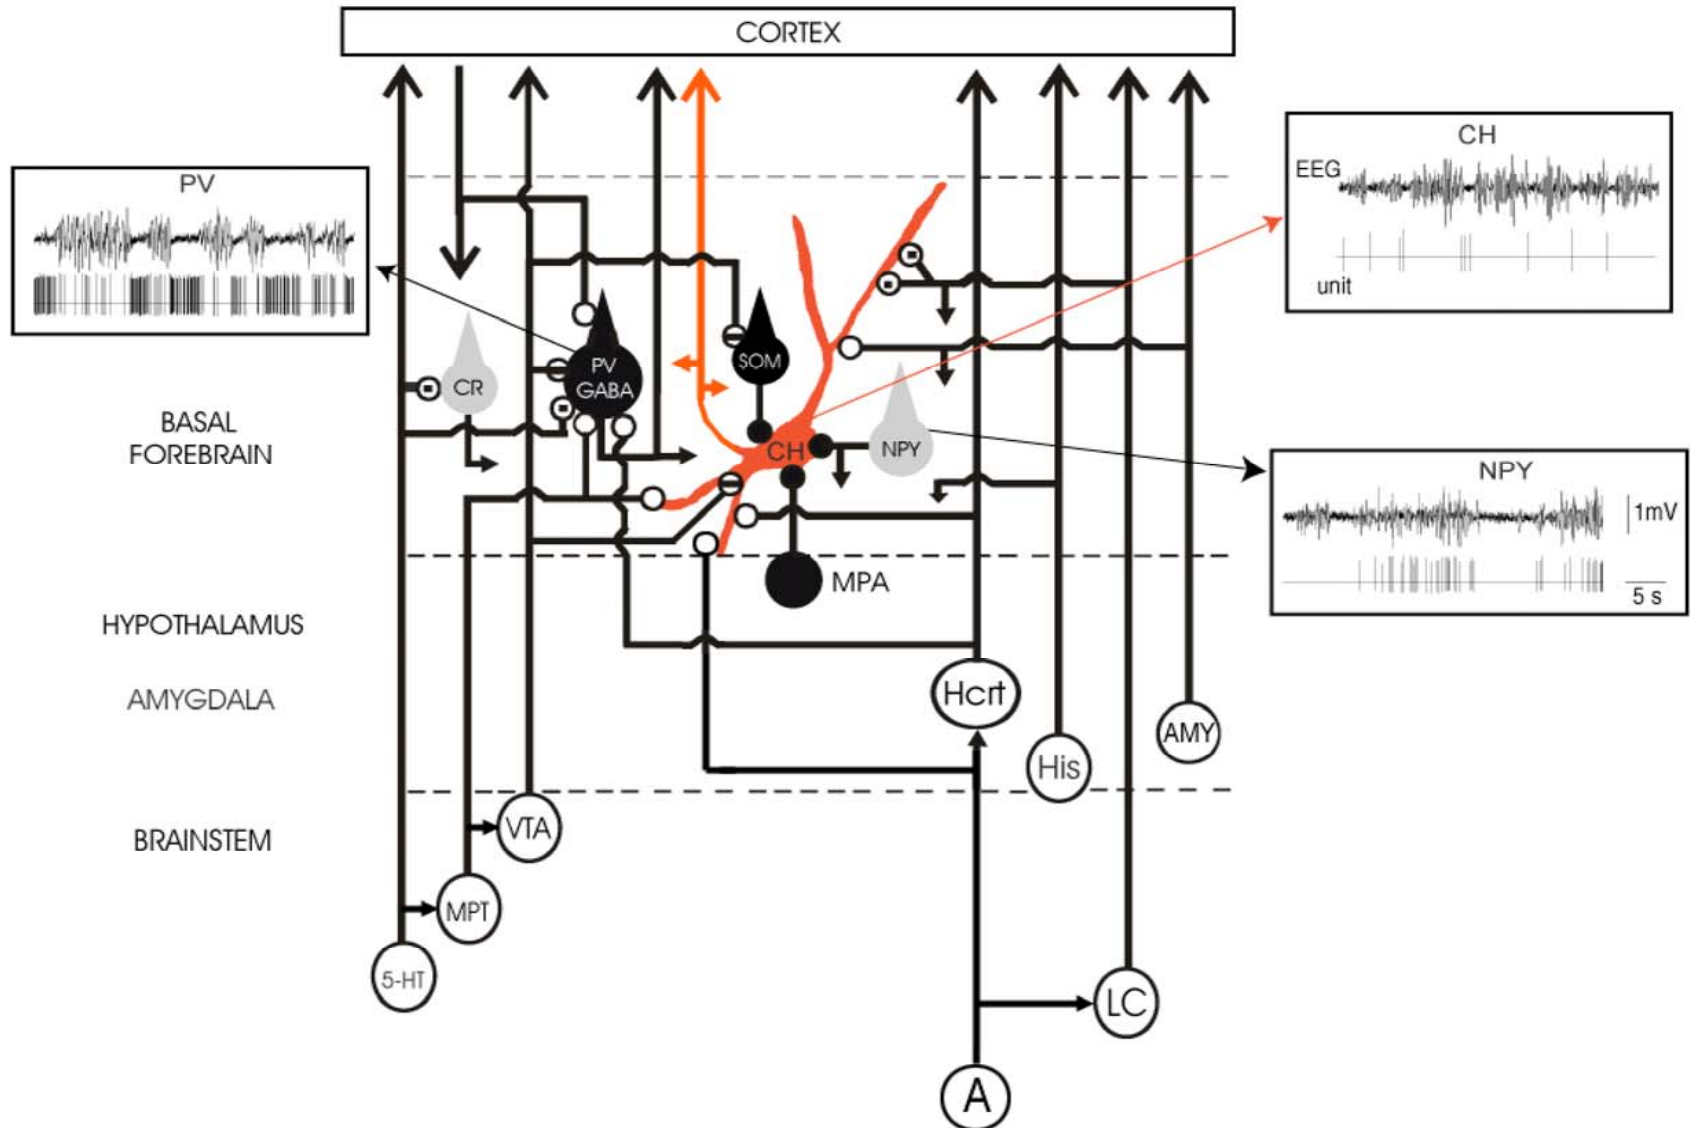 CORTEX
PV
CH
EEG
unit
CR
PV
GABA
SOM
CH
NPY
BASAL
FOREBRAIN
NPY
1mV
5 s
MPA
HYPOTHALAMUS
AMYGDALA
Hcrt
AMY
His
BRAINSTEM
VTA
MPT
5-HT
LC
A